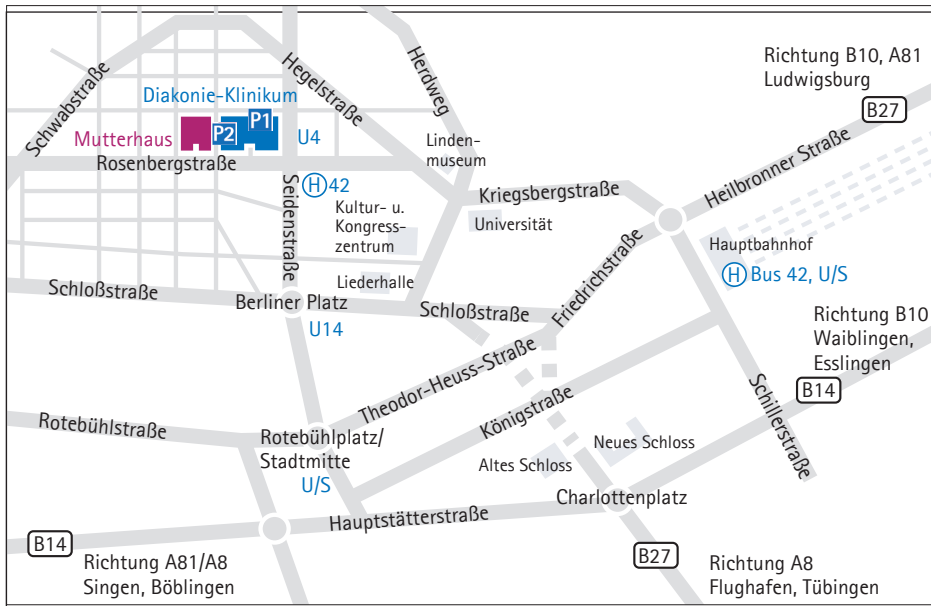 Richtung B10, A81
Ludwigsburg
B27
Schwabstraße
Hegelstraße
Herdweg
Diakonie-Klinikum
P1
P2
Mutterhaus
U4
Rosenbergstraße
Linden-
museum
Heilbronner Straße
Seidenstraße
H 42
Kultur- u.
Kongress-
zentrum
Kriegsbergstraße
Universität
Hauptbahnhof
H Bus 42, U/S
Liederhalle
Friedrichstraße
Schloßstraße
Berliner Platz
Schloßstraße
U14
Richtung B10
Waiblingen,
Esslingen
B14
Theodor-Heuss-Straße
Königstraße
Schillerstraße
Rotebühlstraße
Rotebühlplatz/
Stadtmitte
U/S
Altes Schloss
Neues Schloss
Charlottenplatz
Hauptstätterstraße
B14
Richtung A81/A8
Singen, Böblingen
B27
Richtung A8
Flughafen, Tübingen